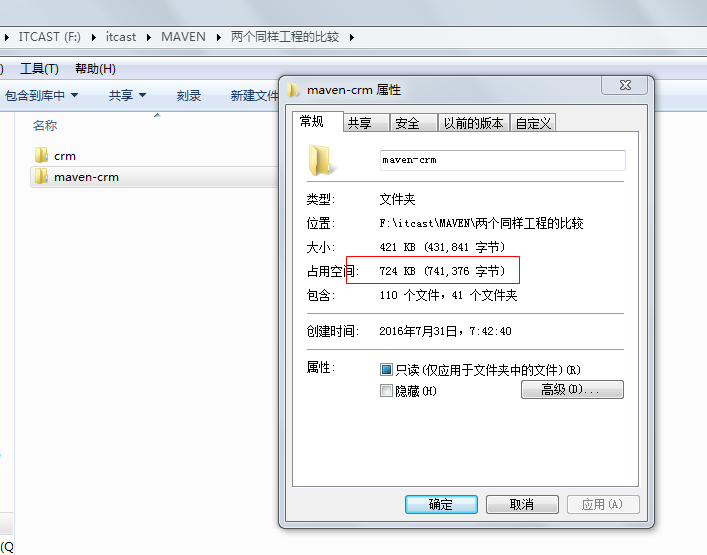 ITCAST (F:) itcast MAVEN 两个同样工程的比较
) 工具(T) 帮助(H)
包含到库中 共享 刻录 新建文件
名称
crm
maven-crm
maven-crm 属性
常规 共享 安全 以前的版本 自定义
maven-crm
类型: 文件夹
位置: F:\itcast\MAVEN\两个同样工程的比较
大小: 421 KB (431,841 字节)
占用空间: 724 KB (741,376 字节)
包含: 110 个文件，41 个文件夹
创建时间: 2016年7月31日，7:42:40
属性: 只读(仅应用于文件夹中的文件)(R)
隐藏(H) 高级(D)...
确定 取消 应用(A)
(Q